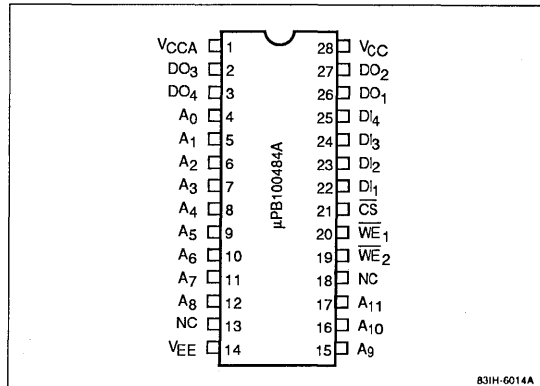 VCCA 1 28 VCC
DO3 2 27 DO2
DO4 3 26 DO1
A0 4 25 DI4
A1 5 24 DI3
A2 6 23 DI2
A3 7 22 DI1
A4 8 21 CS
A5 9 20 WE1
A6 10 19 WE2
A7 11 18 NC
A8 12 17 A11
NC 13 16 A10
VEE 14 15 A9
μPB100484A
83IH-6014A